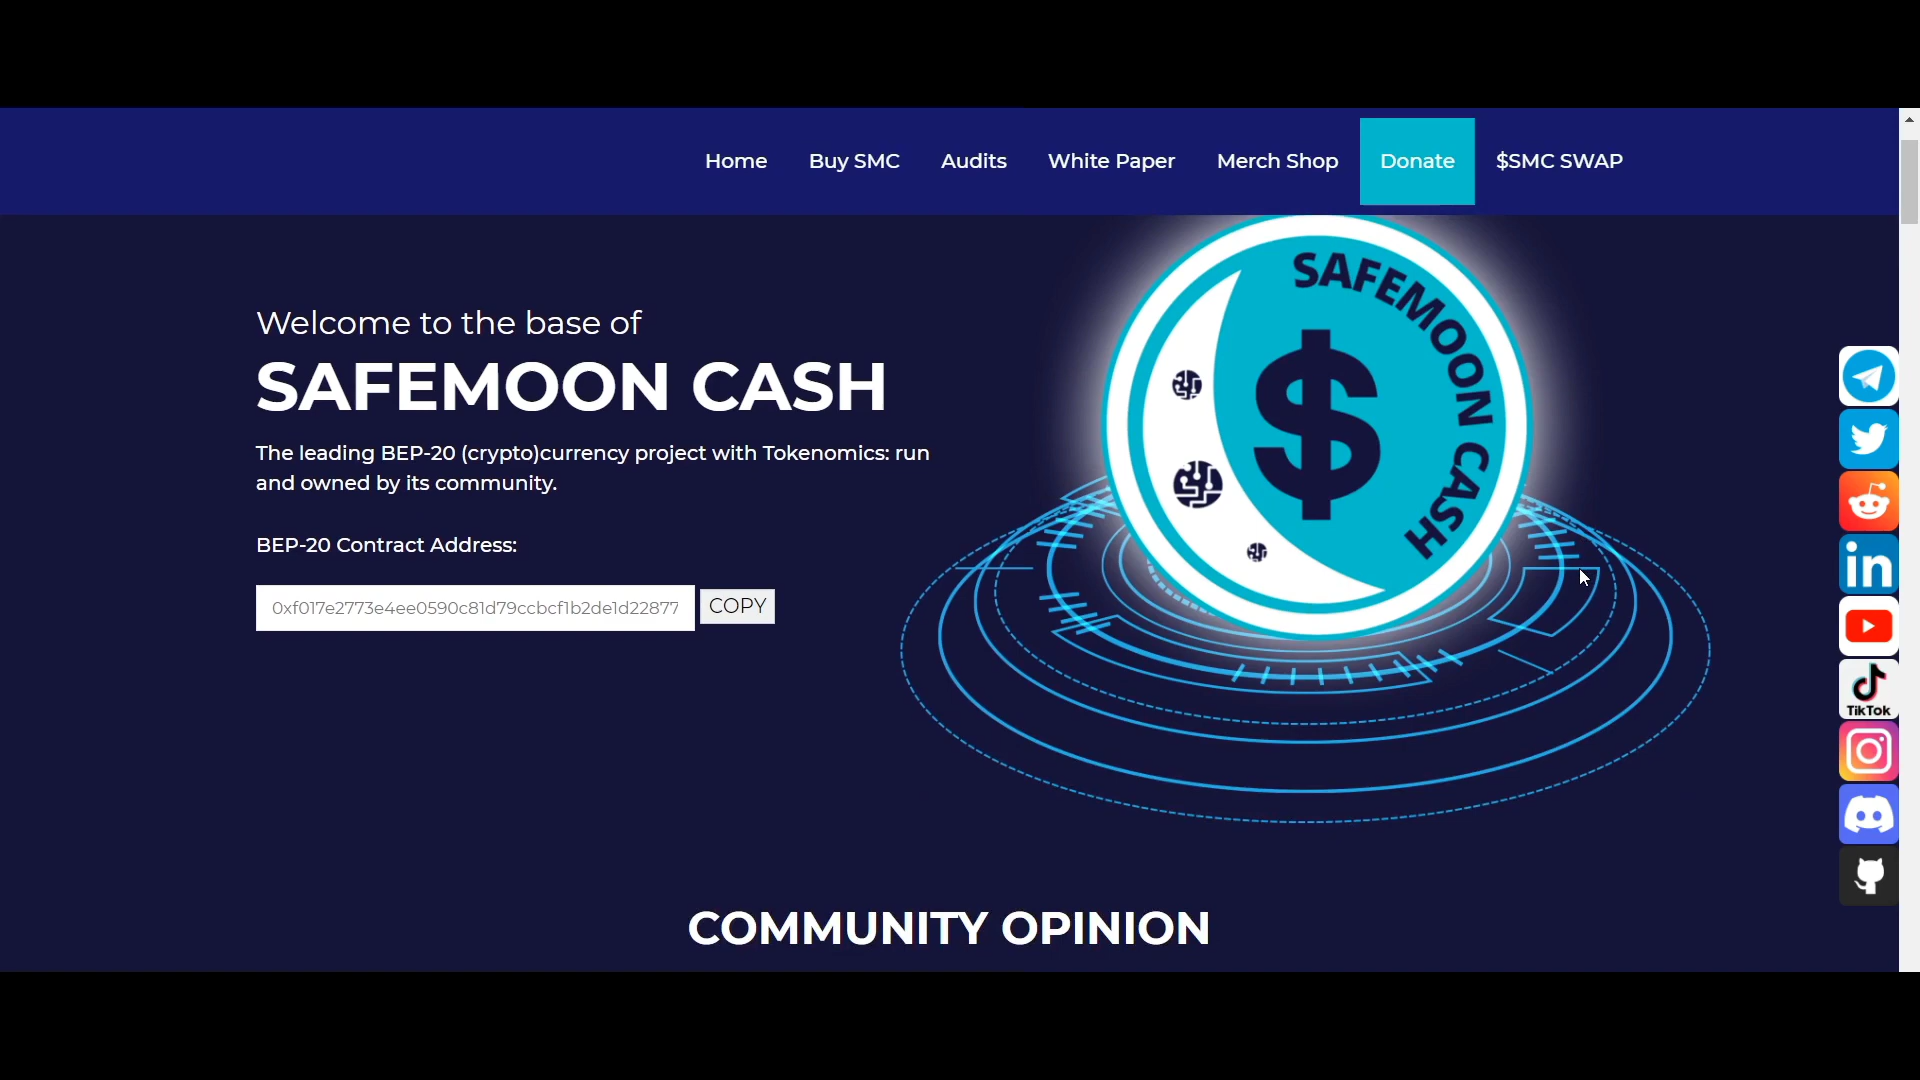 Home Buy SMC Audits White Paper Merch Shop Donate $SMC SWAP
Welcome to the base of
SAFEMOON CASH
The leading BEP-20 (crypto)currency project with Tokenomics: run
and owned by its community.
BEP-20 Contract Address:
0xf017e2773e4ee0590c81d79ccbcf1b2de1d22877
COPY
SAFEMOON CASH
$
TikTok
in
COMMUNITY OPINION